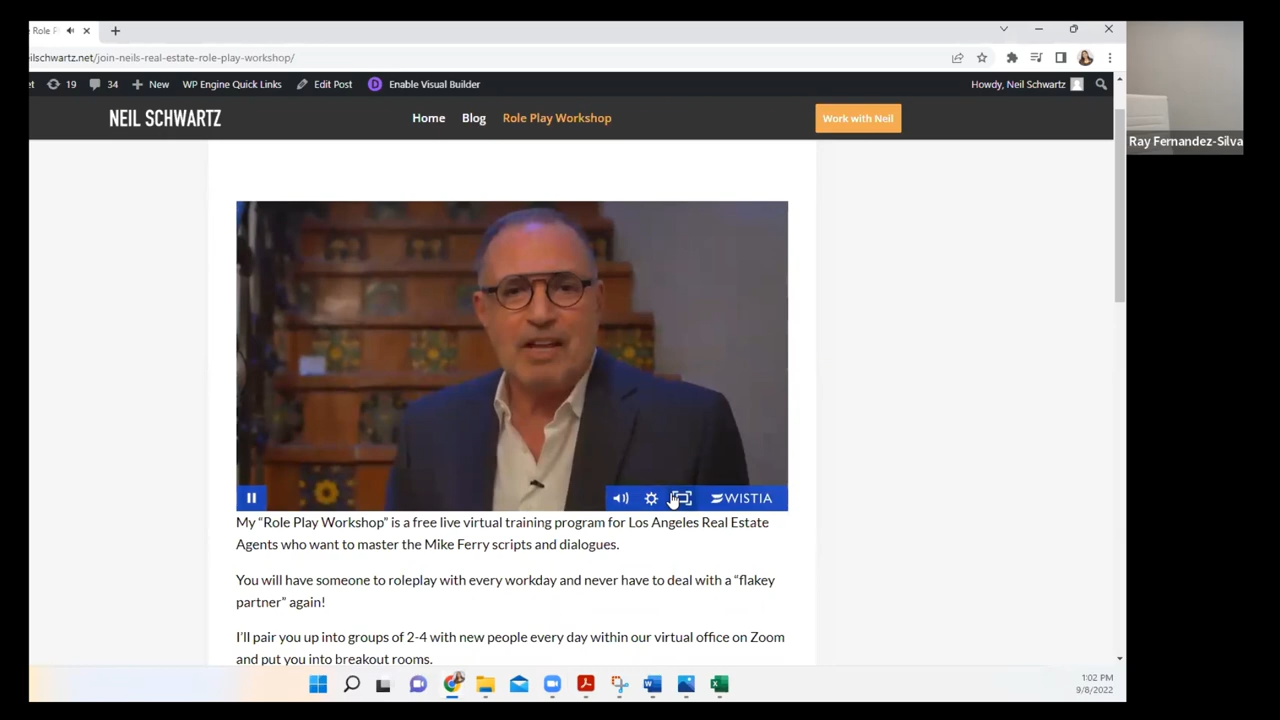 Role P
ilschwartz.net/join-neils-real-estate-role-play-workshop/
et 19 34 New WP Engine Quick Links Edit Post D Enable Visual Builder Howdy, Neil Schwartz
NEIL SCHWARTZ Home Blog Role Play Workshop Work with Neil
Ray Fernandez-Silva
WISTIA
My “Role Play Workshop” is a free live virtual training program for Los Angeles Real Estate
Agents who want to master the Mike Ferry scripts and dialogues.
You will have someone to roleplay with every workday and never have to deal with a “flakey
partner” again!
I’ll pair you up into groups of 2-4 with new people every day within our virtual office on Zoom
and put you into breakout rooms.
1:02 PM
9/8/2022